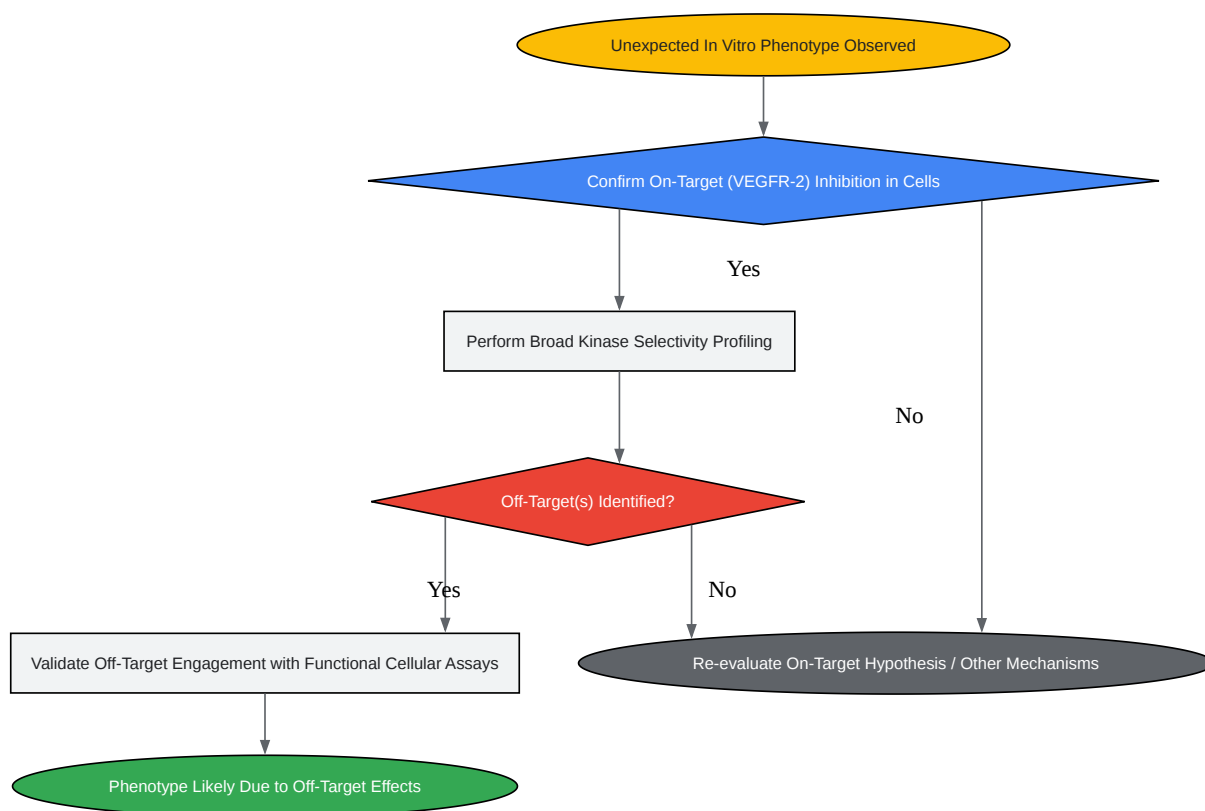 Unexpected In Vitro Phenotype Observed
Confirm On-Target (VEGFR-2) Inhibition in Cells
Yes
Perform Broad Kinase Selectivity Profiling
No
Off-Target(s) Identified?
Yes
No
Validate Off-Target Engagement with Functional Cellular Assays
Re-evaluate On-Target Hypothesis / Other Mechanisms
Phenotype Likely Due to Off-Target Effects